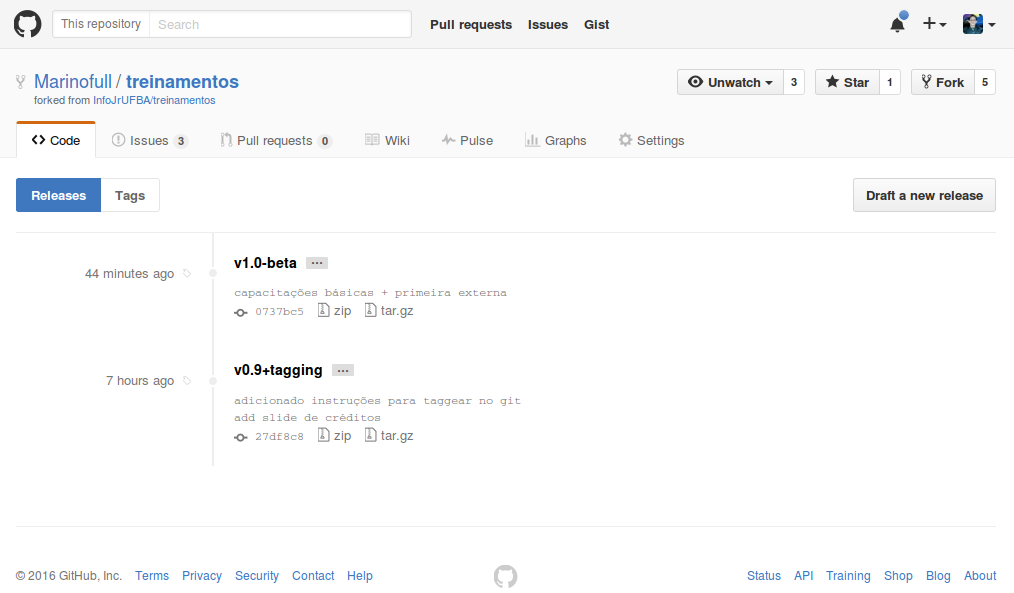 This repository Search Pull requests Issues Gist
Marinofull / treinamentos Unwatch 3 Star 1 Fork 5
forked from InfoJrUFBA/treinamentos
Code Issues 3 Pull requests 0 Wiki Pulse Graphs Settings
Releases Tags Draft a new release
v1.0-beta ...
44 minutes ago
capacitações básicas + primeira externa
0737bc5 zip tar.gz
v0.9+tagging ...
7 hours ago
adicionado instruções para taggear no git
add slide de créditos
27df8c8 zip tar.gz
© 2016 GitHub, Inc. Terms Privacy Security Contact Help Status API Training Shop Blog About